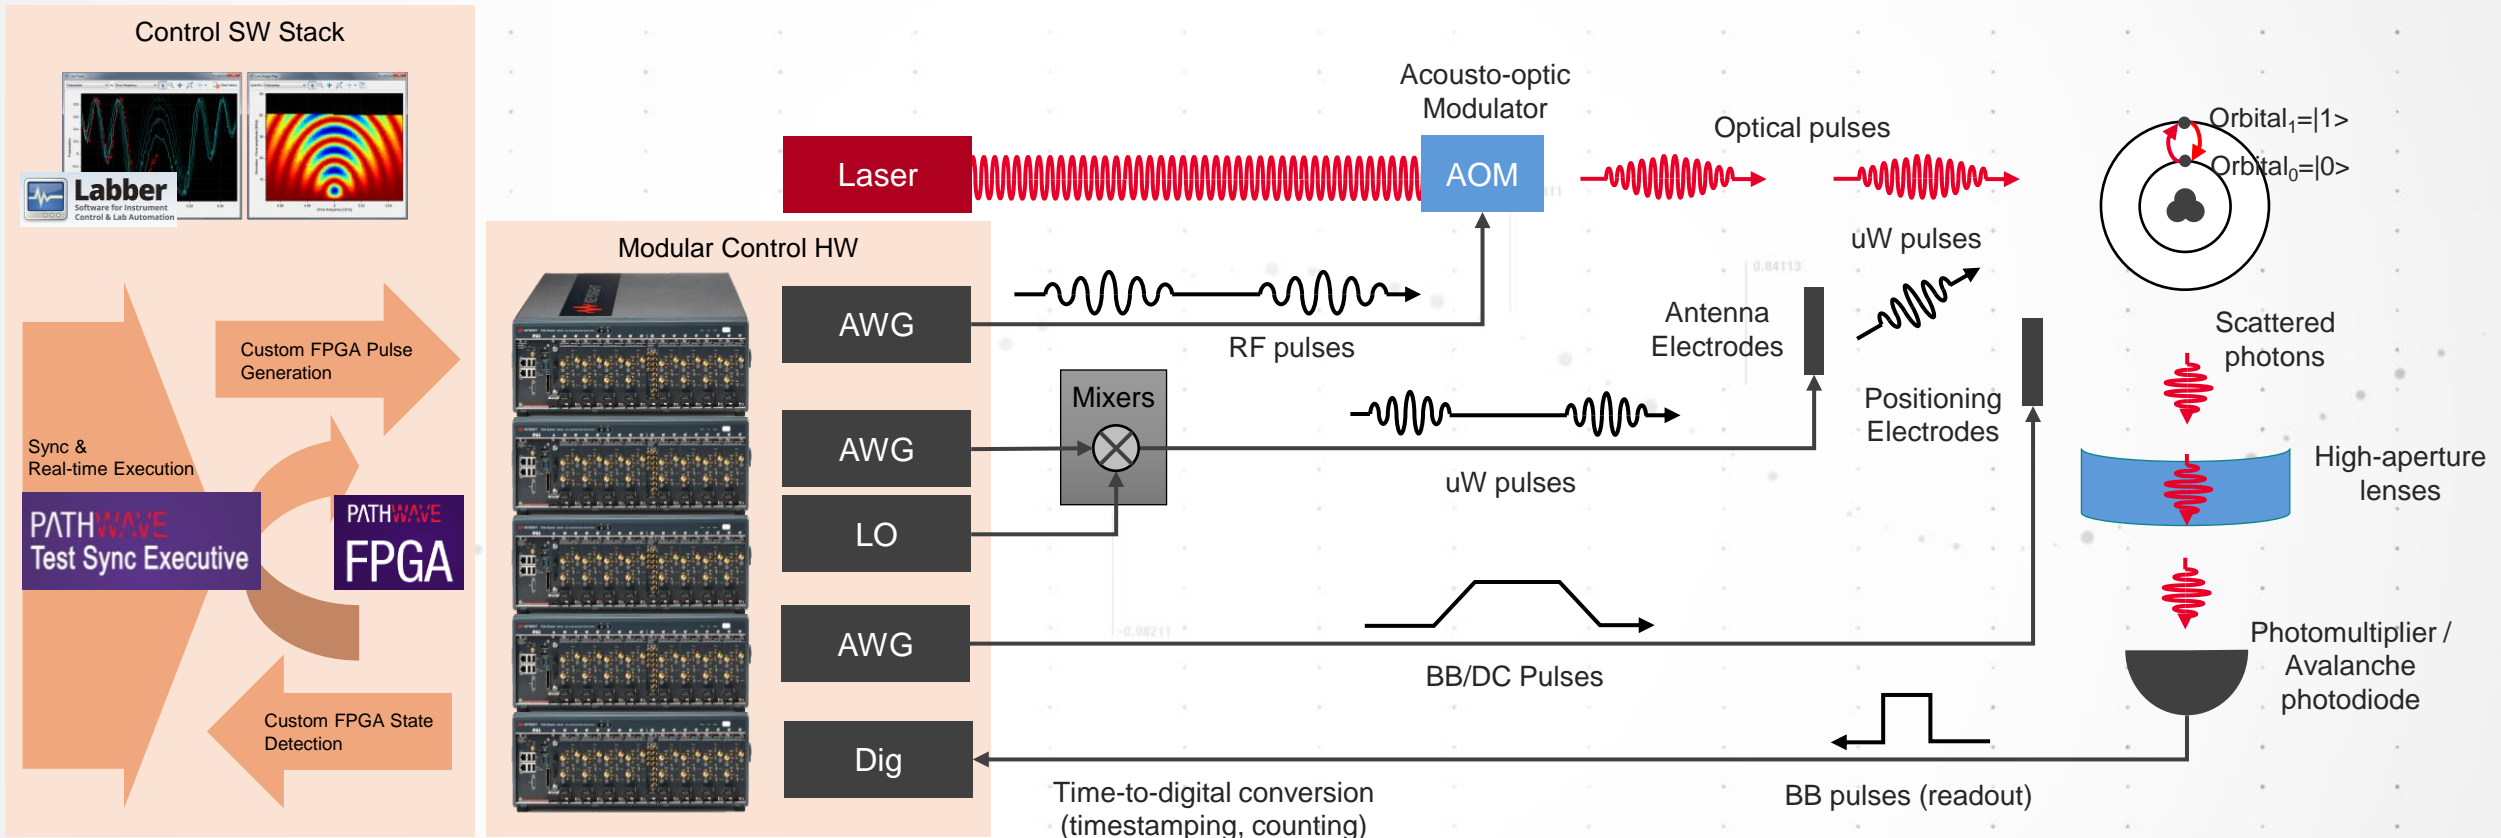 Control SW Stack
Labber
Software for Instrument
Control & Lab Automation
Sync &
Real-time Execution
Custom FPGA Pulse
Generation
PATHWAVE
Test Sync Executive
PATHWAVE
FPGA
Custom FPGA State
Detection
Modular Control HW
AWG
AWG
LO
AWG
Dig
Laser
Acousto-optic
Modulator
AOM
Optical pulses
Orbital1=|1>
Orbital0=|0>
RF pulses
Mixers
uW pulses
Antenna
Electrodes
uW pulses
Positioning
Electrodes
BB/DC Pulses
Scattered
photons
High-aperture
lenses
Photomultiplier /
Avalanche
photodiode
BB pulses (readout)
Time-to-digital conversion
(timestamping, counting)
0.84113
-0.98211